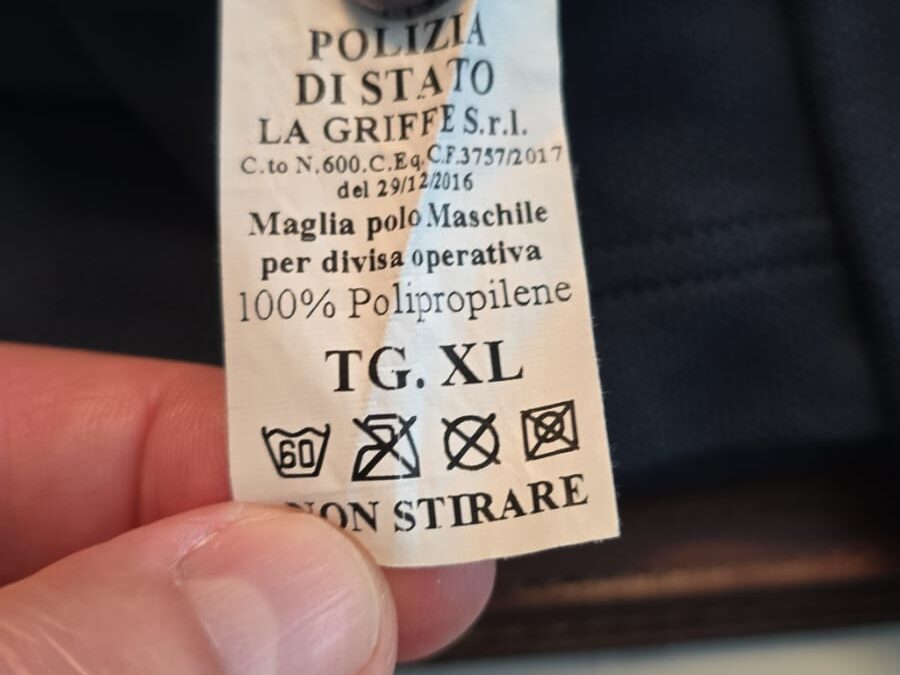 POLIZIA
DI STATO
LA GRIFFE S.r.l.
C.to N.600.C.Eq.C.F.3757/2017
del 29/12/2016
Maglia polo Maschile
per divisa operativa
100% Polipropilene
TG. XL
60
NON STIRARE